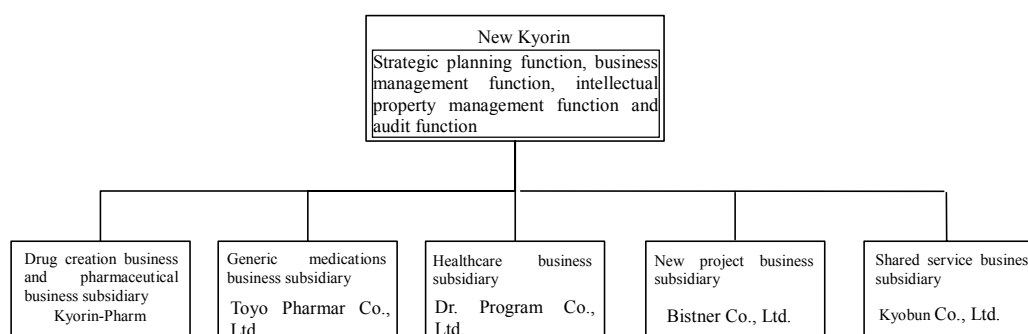 New Kyorin
Strategic planning function, business
management function, intellectual
property management function and
audit function
Drug creation business
and pharmaceutical
business subsidiary
Kyorin-Pharm
Generic medications
business subsidiary
Toyo Pharmar Co.,
Ltd
Healthcare business
subsidiary
Dr. Program Co.,
Ltd
New project business
subsidiary
Bistner Co., Ltd.
Shared service busines
subsidiary
Kyobun Co., Ltd.